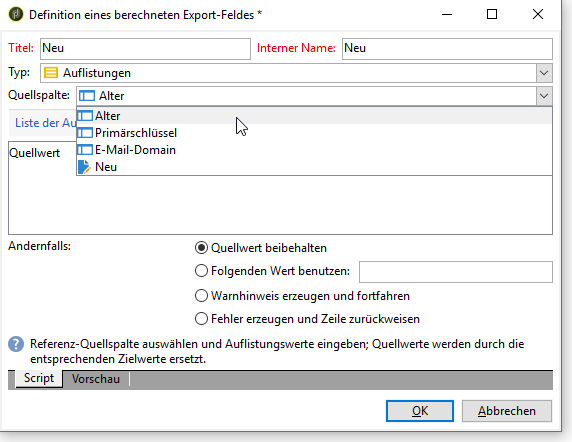 Definition eines berechneten Export-Feldes *
Titel: Neu Interner Name: Neu
Typ: Auflistungen
Quellspalte: Alter
Alter
Liste der Au
Primärschlüssel
E-Mail-Domain
Quellwert
Neu
Andernfalls:
Quellwert beibehalten
Folgenden Wert benutzen:
Warnhinweis erzeugen und fortfahren
Fehler erzeugen und Zeile zurückweisen
? Referenz-Quellspalte auswählen und Auflistungswerte eingeben; Quellwerte werden durch die
entsprechenden Zielwerte ersetzt.
Script Vorschau
OK Abbrechen